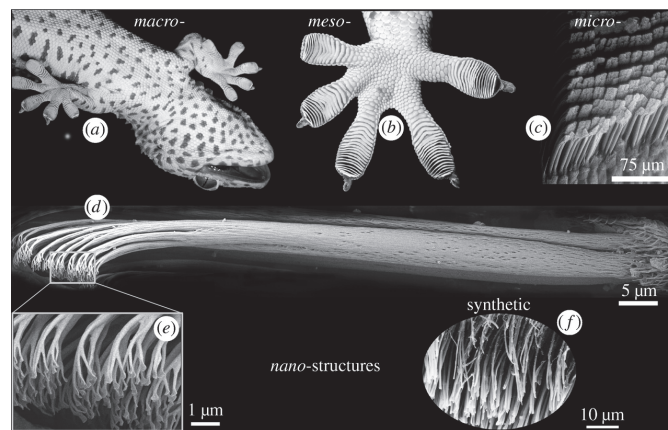 macro- meso- micro-
(a) (b) (c)
75 µm
(d)
5 µm
synthetic
(e) (f)
nano-structures
1 µm 10 µm